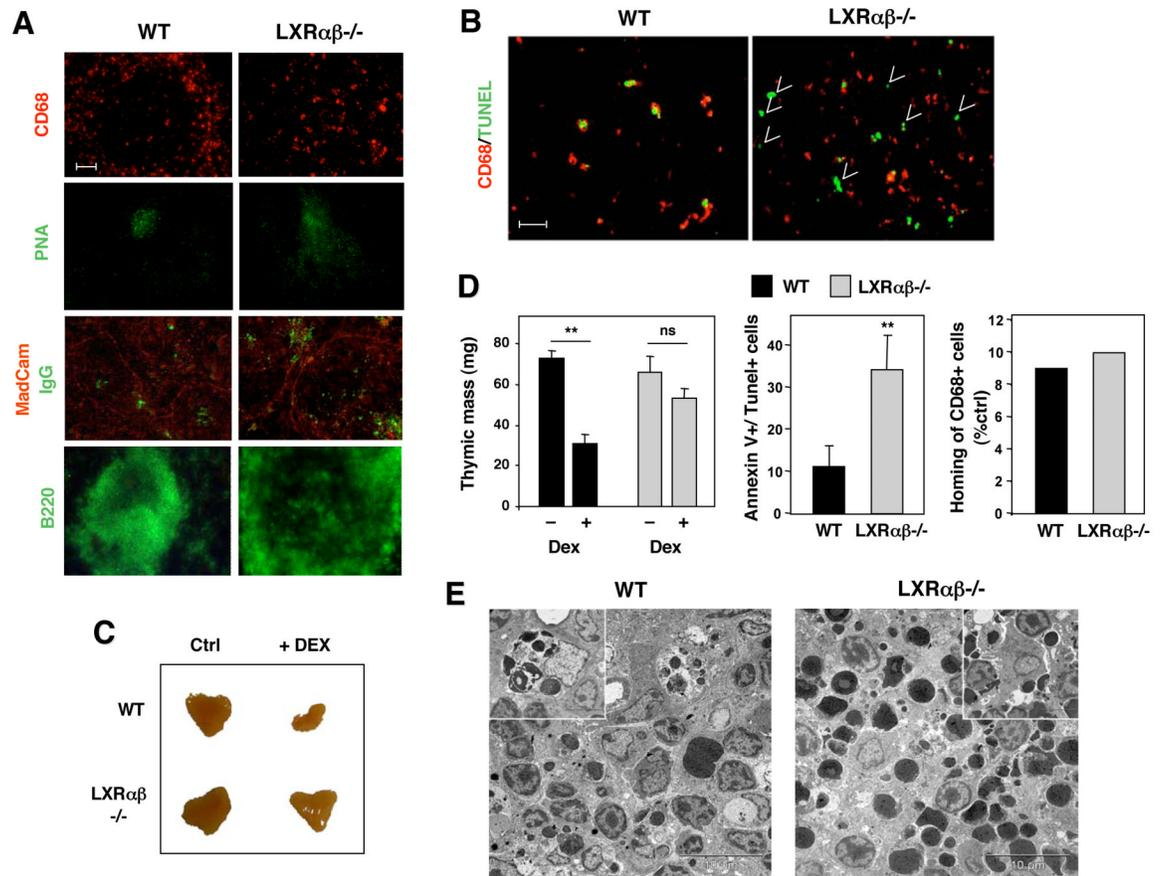 A
WT
LXRαβ-/-
CD68
PNA
MadCam
IgG
B220
B
WT
LXRαβ-/-
CD68/TUNEL
C
Ctrl
+ DEX
WT
LXRαβ
-/-
D
WT
LXRαβ-/-
Thymic mass (mg)
80
60
40
20
0
**
ns
– + – +
Dex Dex
Annexin V+/ Tunel+ cells
40
30
20
10
0
**
WT LXRαβ-/-
Homing of CD68+ cells
(%ctrl)
12
10
8
6
4
2
0
WT LXRαβ-/-
E
WT
LXRαβ-/-
10 µm